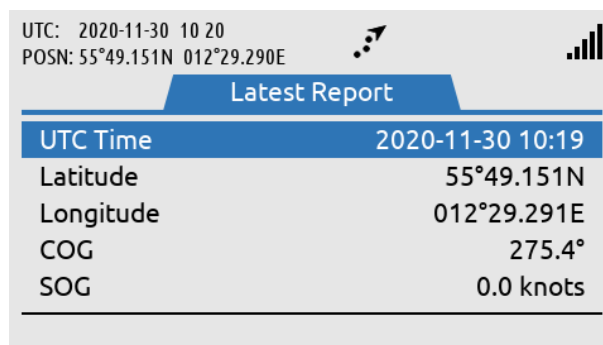 UTC: 2020-11-30 10 20
POSN: 55°49.151N 012°29.290E
Latest Report
UTC Time 2020-11-30 10:19
Latitude 55°49.151N
Longitude 012°29.291E
COG 275.4°
SOG 0.0 knots